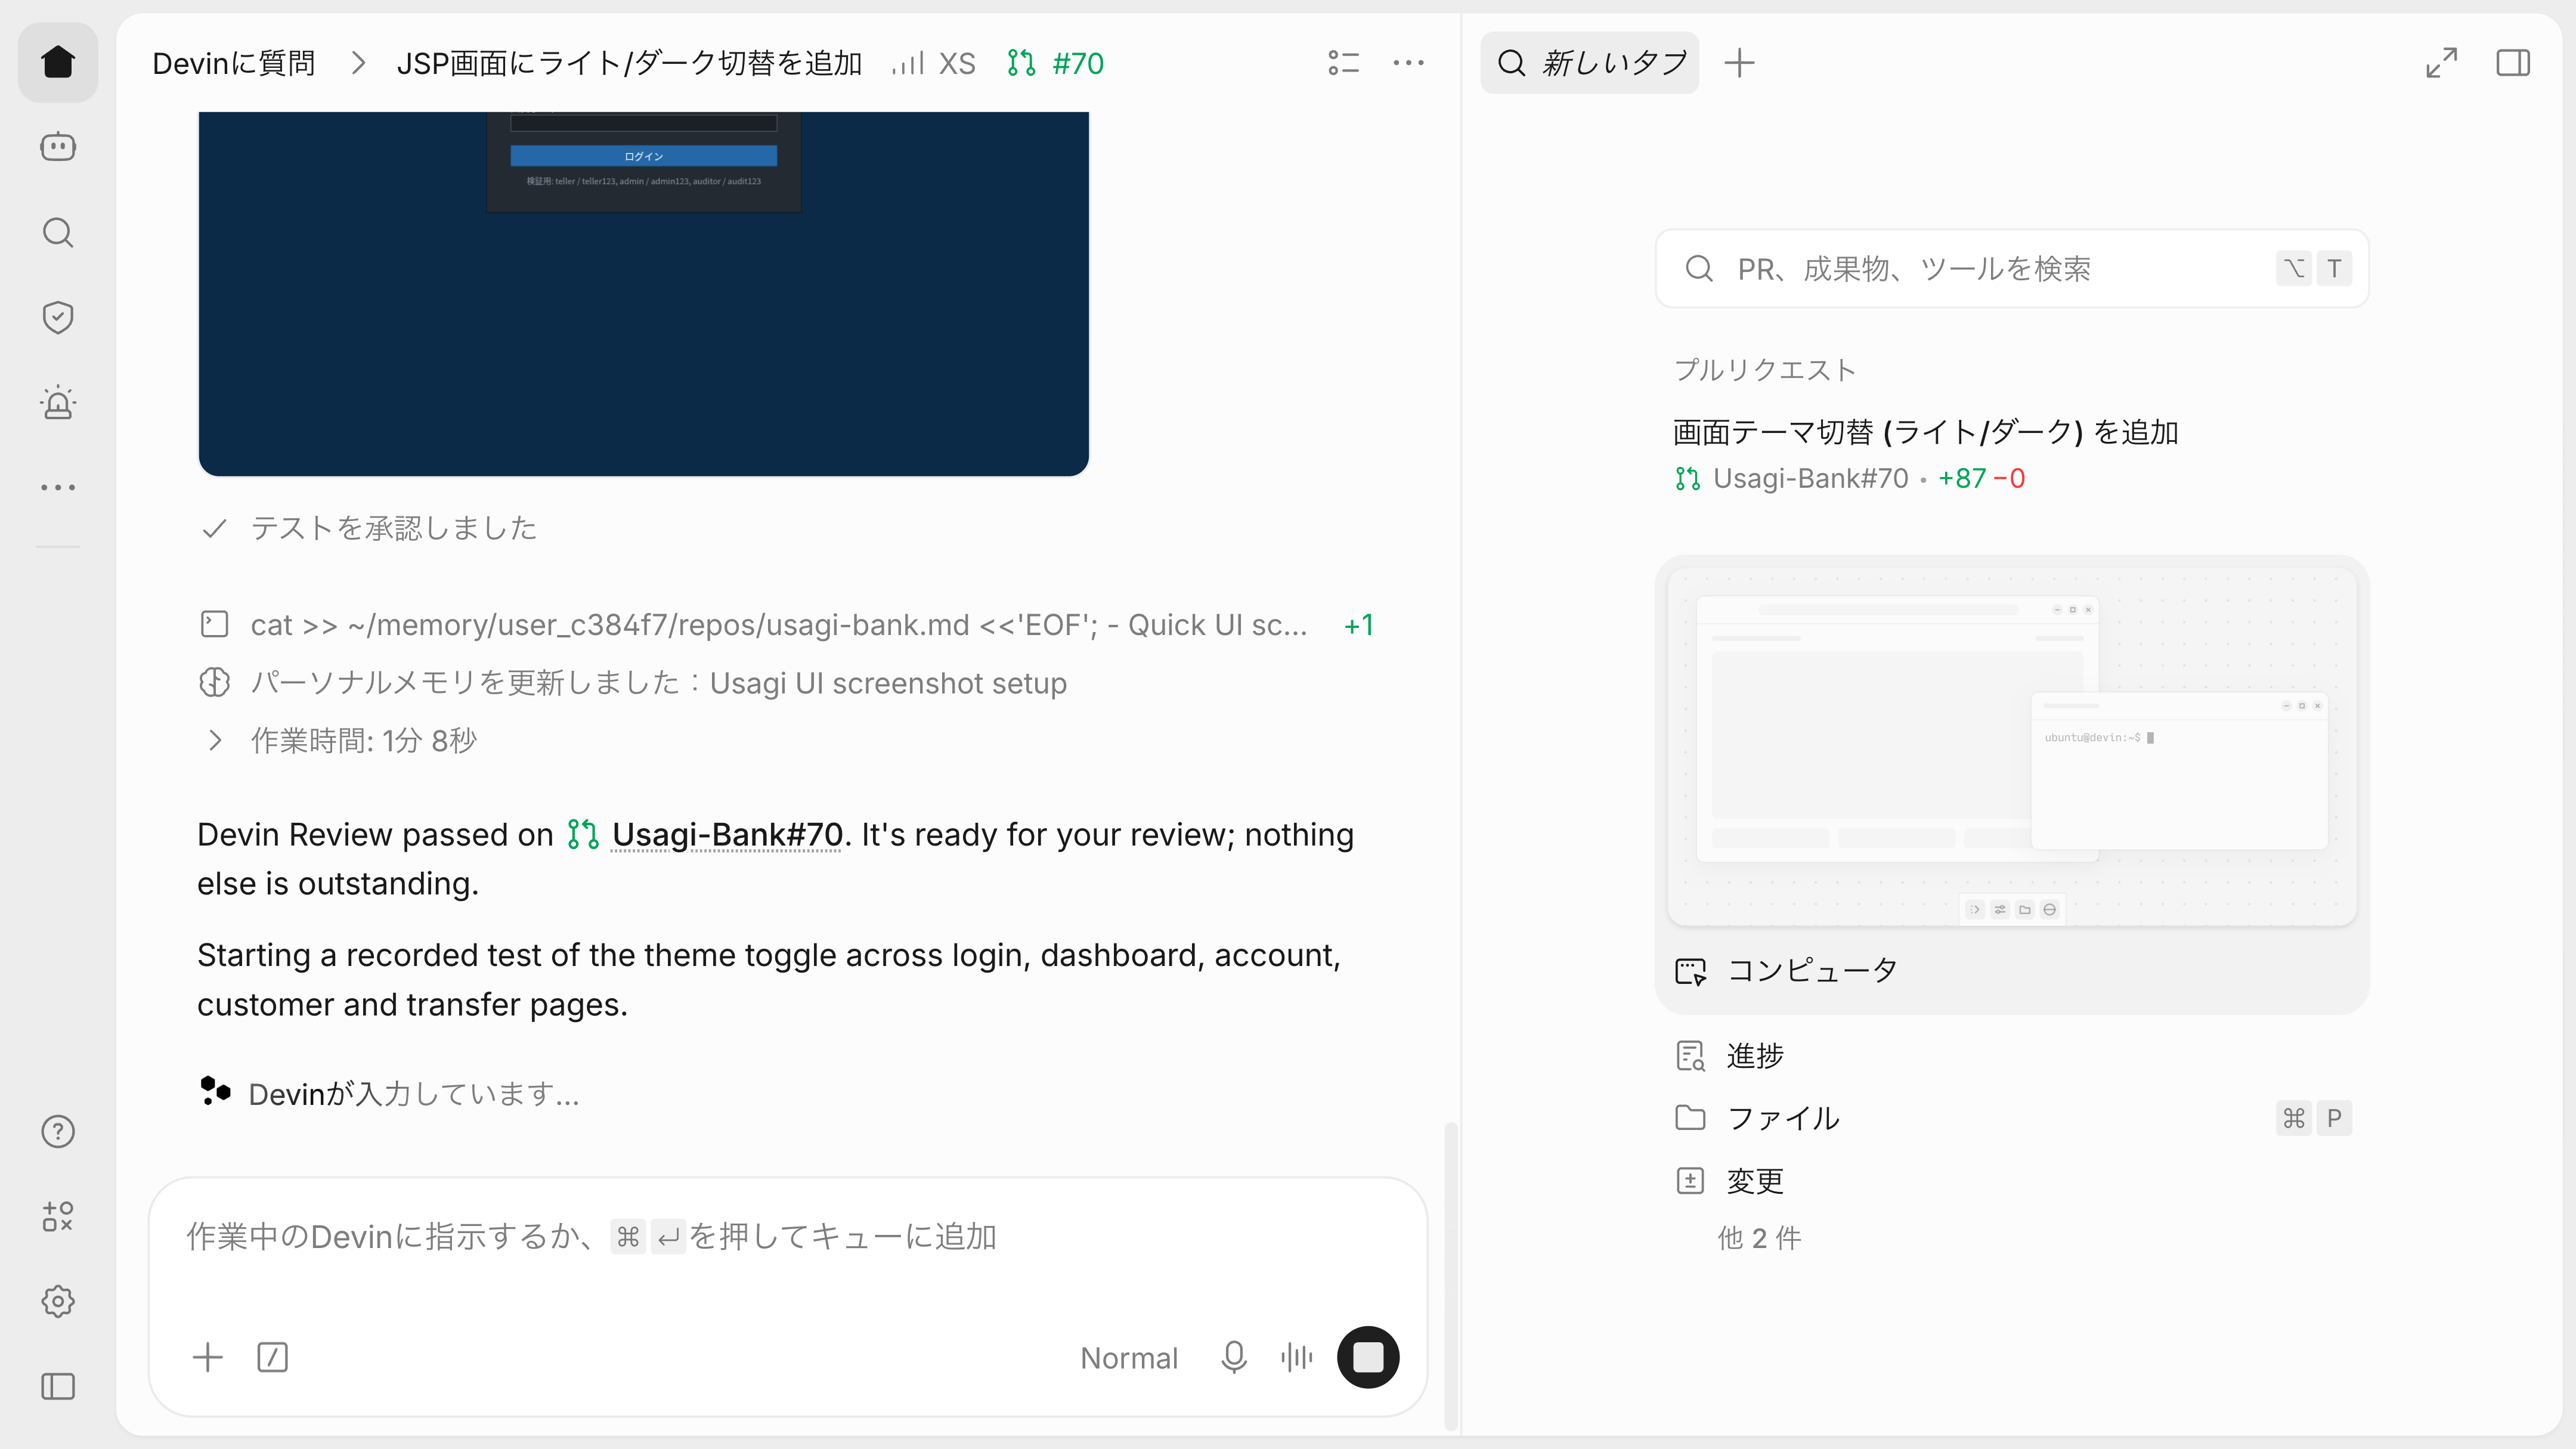 Devinに質問
JSP画面にライト/ダーク切替を追加
XS
#70
ログイン
検証用: teller / teller123, admin / admin123, auditor / audit123
テストを承認しました
cat >> ~/memory/user_c384f7/repos/usagi-bank.md <<'EOF'; - Quick UI sc... +1
パーソナルメモリを更新しました：Usagi UI screenshot setup
作業時間: 1分 8秒
Devin Review passed on Usagi-Bank#70. It's ready for your review; nothing
else is outstanding.
Starting a recorded test of the theme toggle across login, dashboard, account,
customer and transfer pages.
Devinが入力しています...
作業中のDevinに指示するか、⌘↵を押してキューに追加
Normal
新しいタブ
PR、成果物、ツールを検索
⌥ T
プルリクエスト
画面テーマ切替 (ライト/ダーク) を追加
Usagi-Bank#70 • +87 −0
ubuntu@devin:~$
コンピュータ
進捗
ファイル
⌘ P
変更
他 2 件